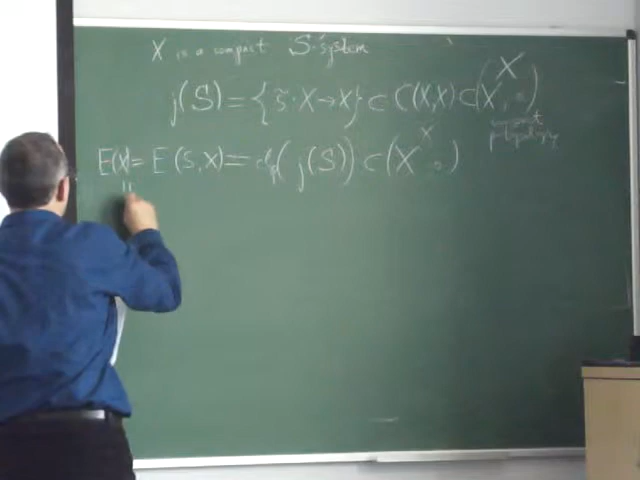 X is a compact S-system
j(S) = { s̃ : X → X } ⊂ C(X,X) ⊂ (X^X, ∘)
compact
p-topology
E(X) = E(S,X) = cl_p( j(S) ) ⊂ (X^X, ∘)
||